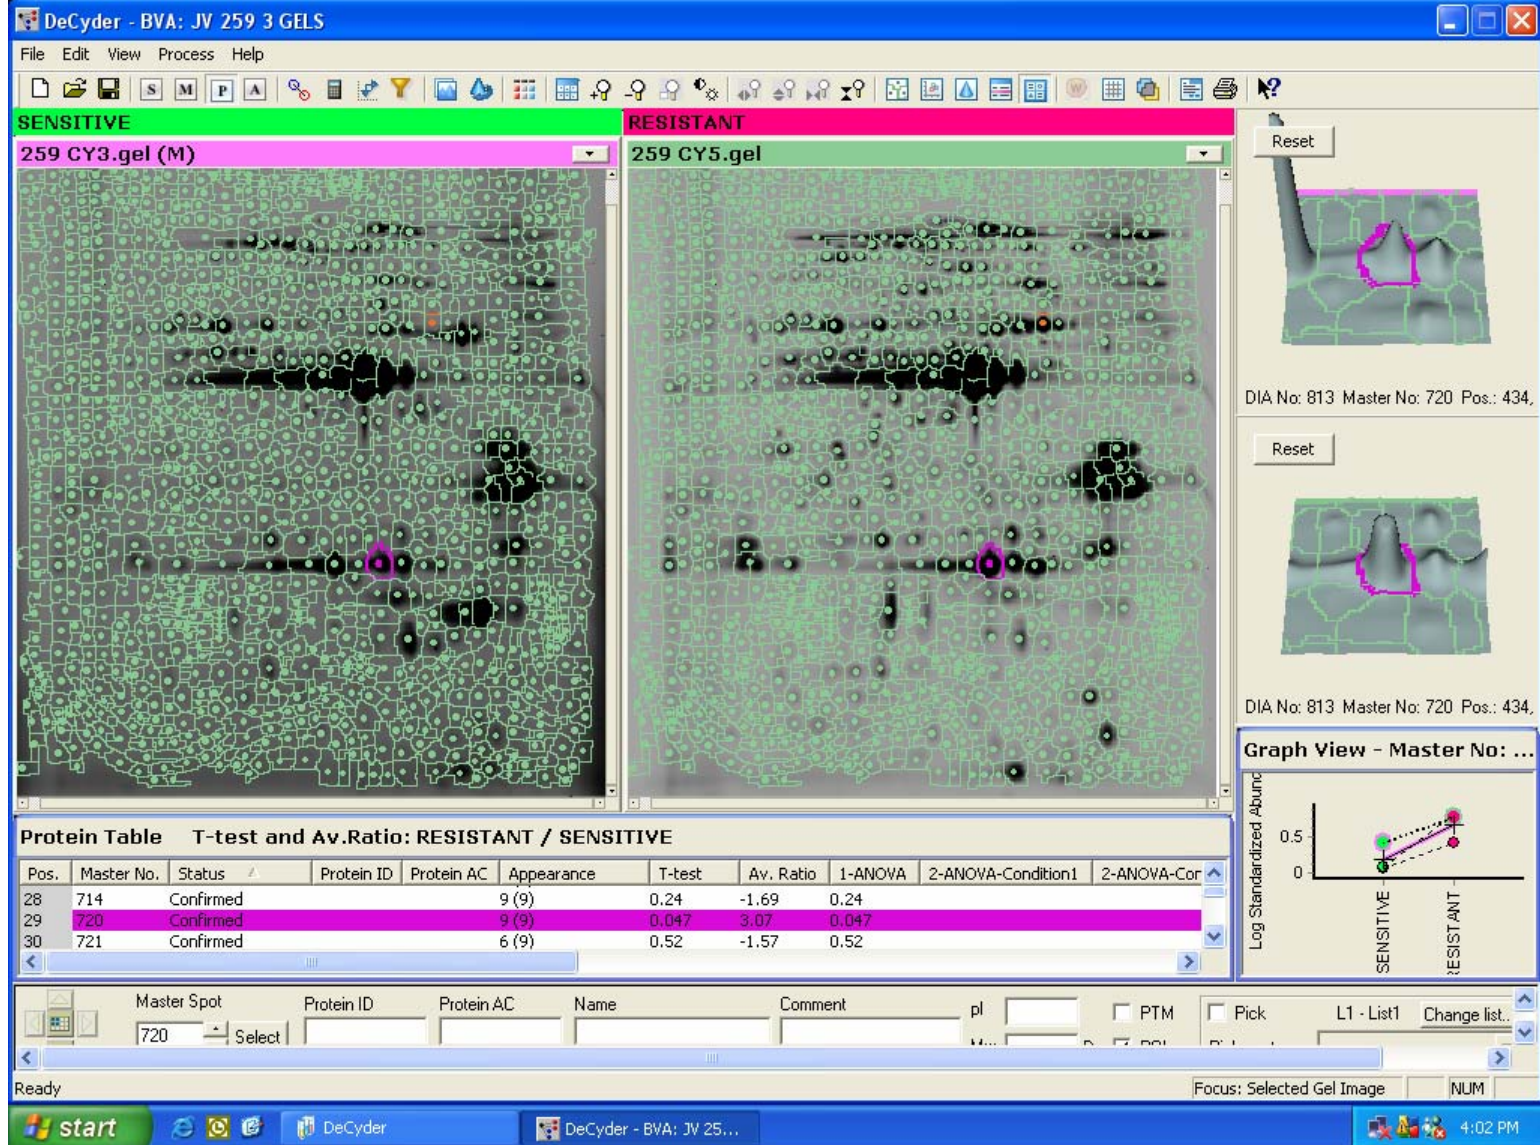 DeCyder - BVA: JV 259 3 GELS
File Edit View Process Help
S M P A
SENSITIVE RESISTANT
259 CY3.gel (M) 259 CY5.gel
Reset
DIA No: 813 Master No: 720 Pos.: 434,
Reset
DIA No: 813 Master No: 720 Pos.: 434,
Graph View - Master No: ...
Log Standardized Abunc
0.5
0
SENSITIVE
RESISTANT
Protein Table T-test and Av.Ratio: RESISTANT / SENSITIVE
Pos. Master No. Status Protein ID Protein AC Appearance T-test Av. Ratio 1-ANOVA 2-ANOVA-Condition1 2-ANOVA-Cor
28 714 Confirmed 9 (9) 0.24 -1.69 0.24
29 720 Confirmed 9 (9) 0.047 3.07 0.047
30 721 Confirmed 6 (9) 0.52 -1.57 0.52
Master Spot Protein ID Protein AC Name Comment pI PTM Pick L1 - List1 Change list..
720 Select
Ready Focus: Selected Gel Image NUM
start DeCyder DeCyder - BVA: JV 25... 4:02 PM